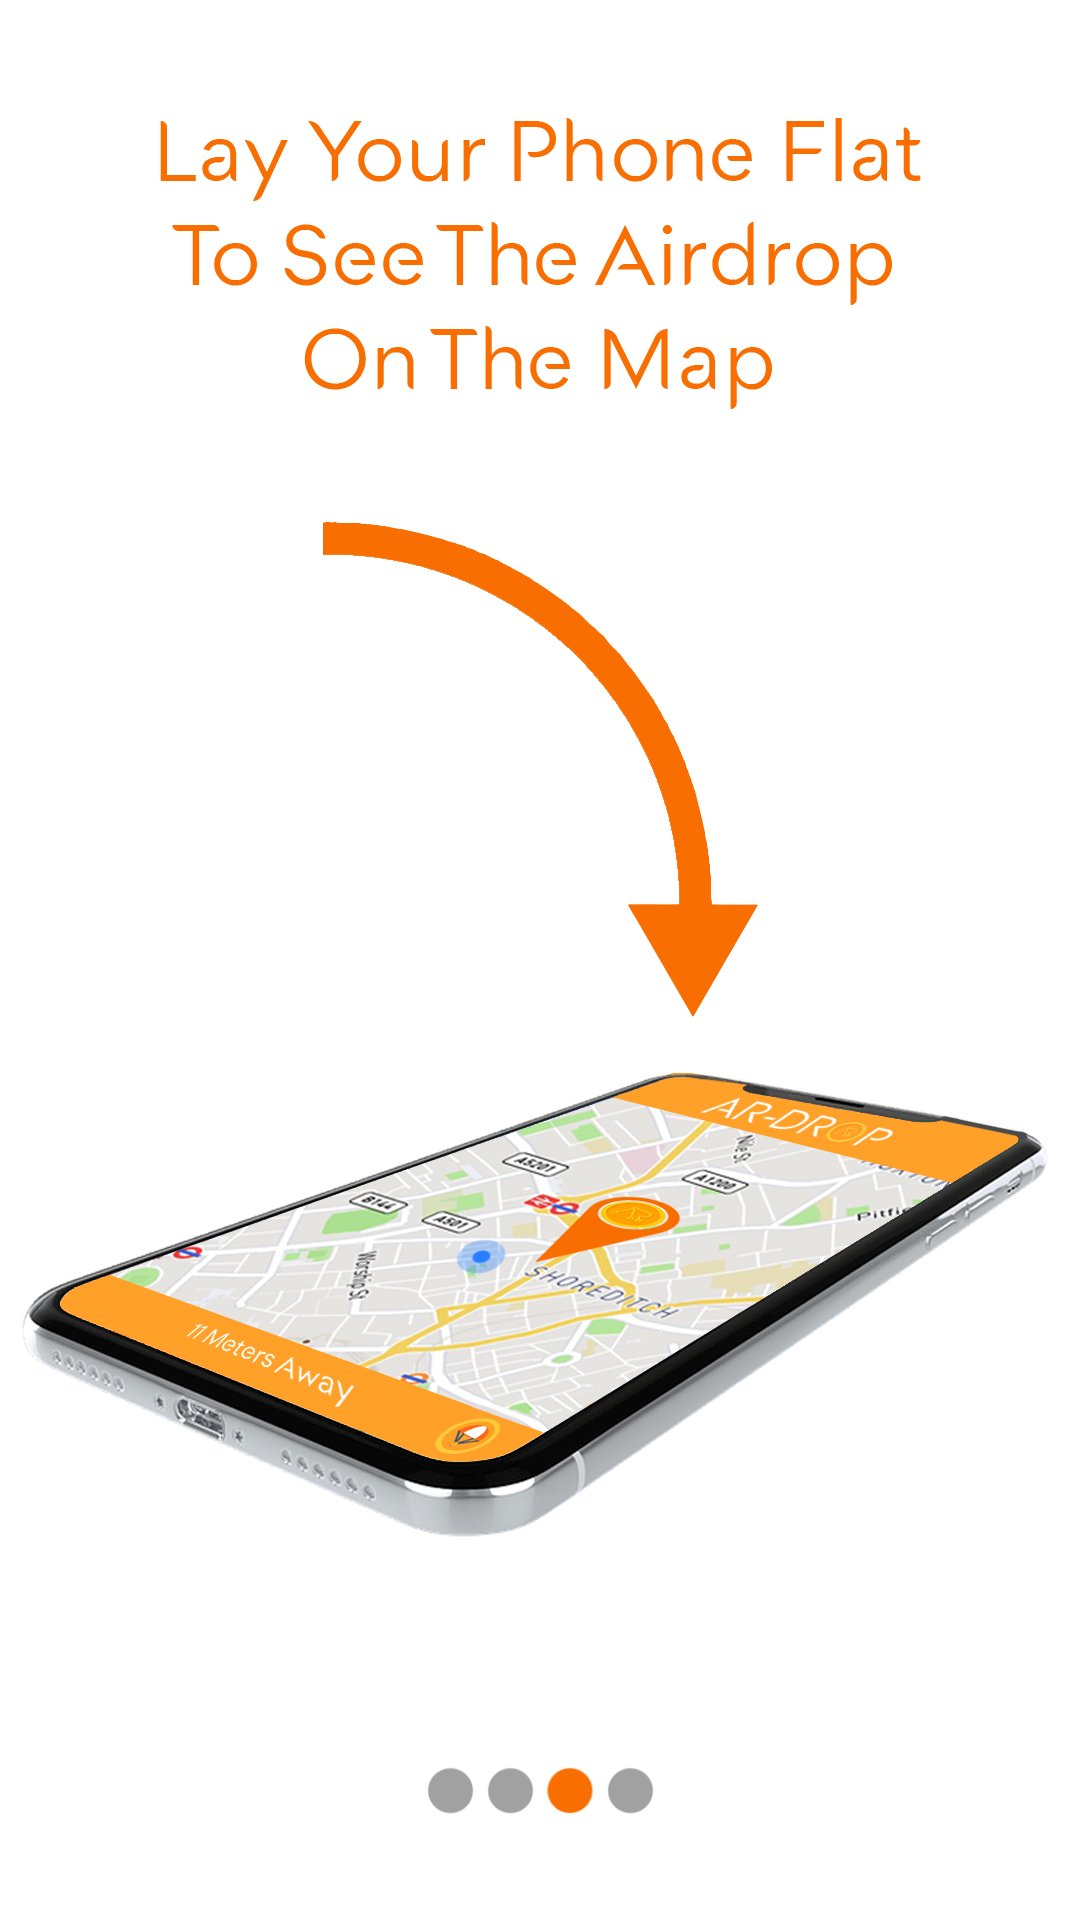 Lay Your Phone Flat
To See The Airdrop
On The Map
AR-DROP
Nile St
A5201
A1200
B144
A501
Worship St
SHOREDITCH
11 Meters Away